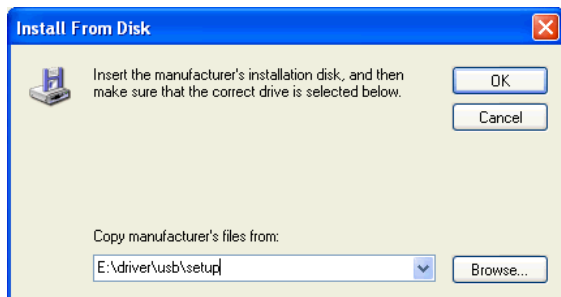 Install From Disk
Insert the manufacturer's installation disk, and then
make sure that the correct drive is selected below.
OK
Cancel
Copy manufacturer's files from:
E:\driver\usb\setup
Browse...